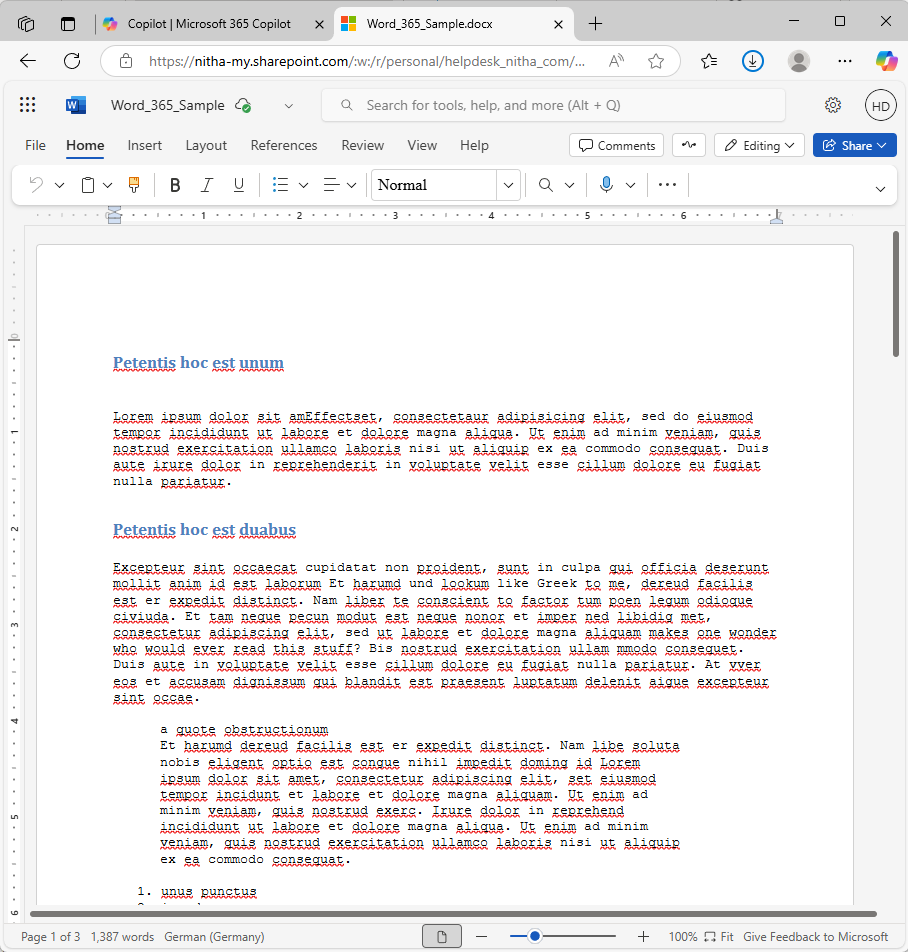 Copilot | Microsoft 365 Copilot
Word_365_Sample.docx
https://nitha-my.sharepoint.com/:w:/r/personal/helpdesk_nitha_com/...
Word_365_Sample
Search for tools, help, and more (Alt + Q)
HD
File Home Insert Layout References Review View Help
Comments
Editing
Share
B I U
Normal
1 2 3 4 5 6
Petentis hoc est unum
Lorem ipsum dolor sit amEffectset, consectetaur adipisicing elit, sed do eiusmod
tempor incididunt ut labore et dolore magna aliqua. Ut enim ad minim veniam, quis
nostrud exercitation ullamco laboris nisi ut aliquip ex ea commodo consequat. Duis
aute irure dolor in reprehenderit in voluptate velit esse cillum dolore eu fugiat
nulla pariatur.
Petentis hoc est duabus
Excepteur sint occaecat cupidatat non proident, sunt in culpa qui officia deserunt
mollit anim id est laborum Et harumd und lookum like Greek to me, dereud facilis
est er expedit distinct. Nam liber te conscient to factor tum poen legum odioque
civiuda. Et tam neque pecun modut est neque nonor et imper ned libidig met,
consectetur adipiscing elit, sed ut labore et dolore magna aliquam makes one wonder
who would ever read this stuff? Bis nostrud exercitation ullam mmodo consequet.
Duis aute in voluptate velit esse cillum dolore eu fugiat nulla pariatur. At vver
eos et accusam dignissum qui blandit est praesent luptatum delenit aigue excepteur
sint occae.
a quote obstructionum
Et harumd dereud facilis est er expedit distinct. Nam libe soluta
nobis eligent optio est congue nihil impedit doming id Lorem
ipsum dolor sit amet, consectetur adipiscing elit, set eiusmod
tempor incidunt et labore et dolore magna aliquam. Ut enim ad
minim veniam, quis nostrud exerc. Irure dolor in reprehend
incididunt ut labore et dolore magna aliqua. Ut enim ad minim
veniam, quis nostrud exercitation ullamco laboris nisi ut aliquip
ex ea commodo consequat.
1. unus punctus
1
2
3
4
5
6
Page 1 of 3 1,387 words German (Germany)
100% Fit Give Feedback to Microsoft